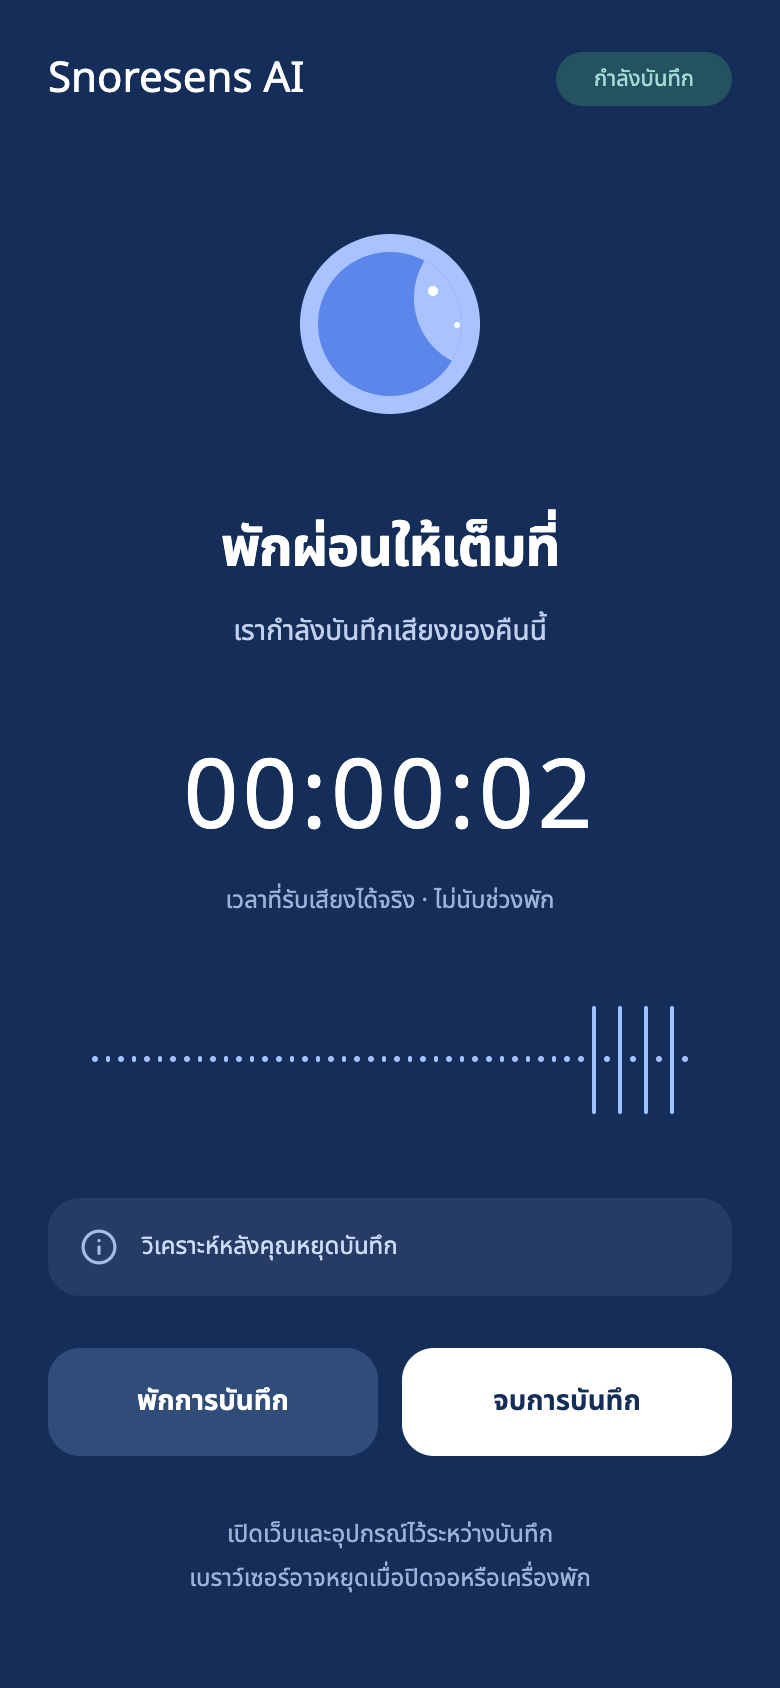 Snoresens AI
กำลังบันทึก
พักผ่อนให้เต็มที่
เรากำลังบันทึกเสียงของคืนนี้
00:00:02
เวลาที่รับเสียงได้จริง · ไม่นับช่วงพัก
วิเคราะห์หลังคุณหยุดบันทึก
พักการบันทึก
จบการบันทึก
เปิดเว็บและอุปกรณ์ไว้ระหว่างบันทึก
เบราว์เซอร์อาจหยุดเมื่อปิดจอหรือเครื่องพัก